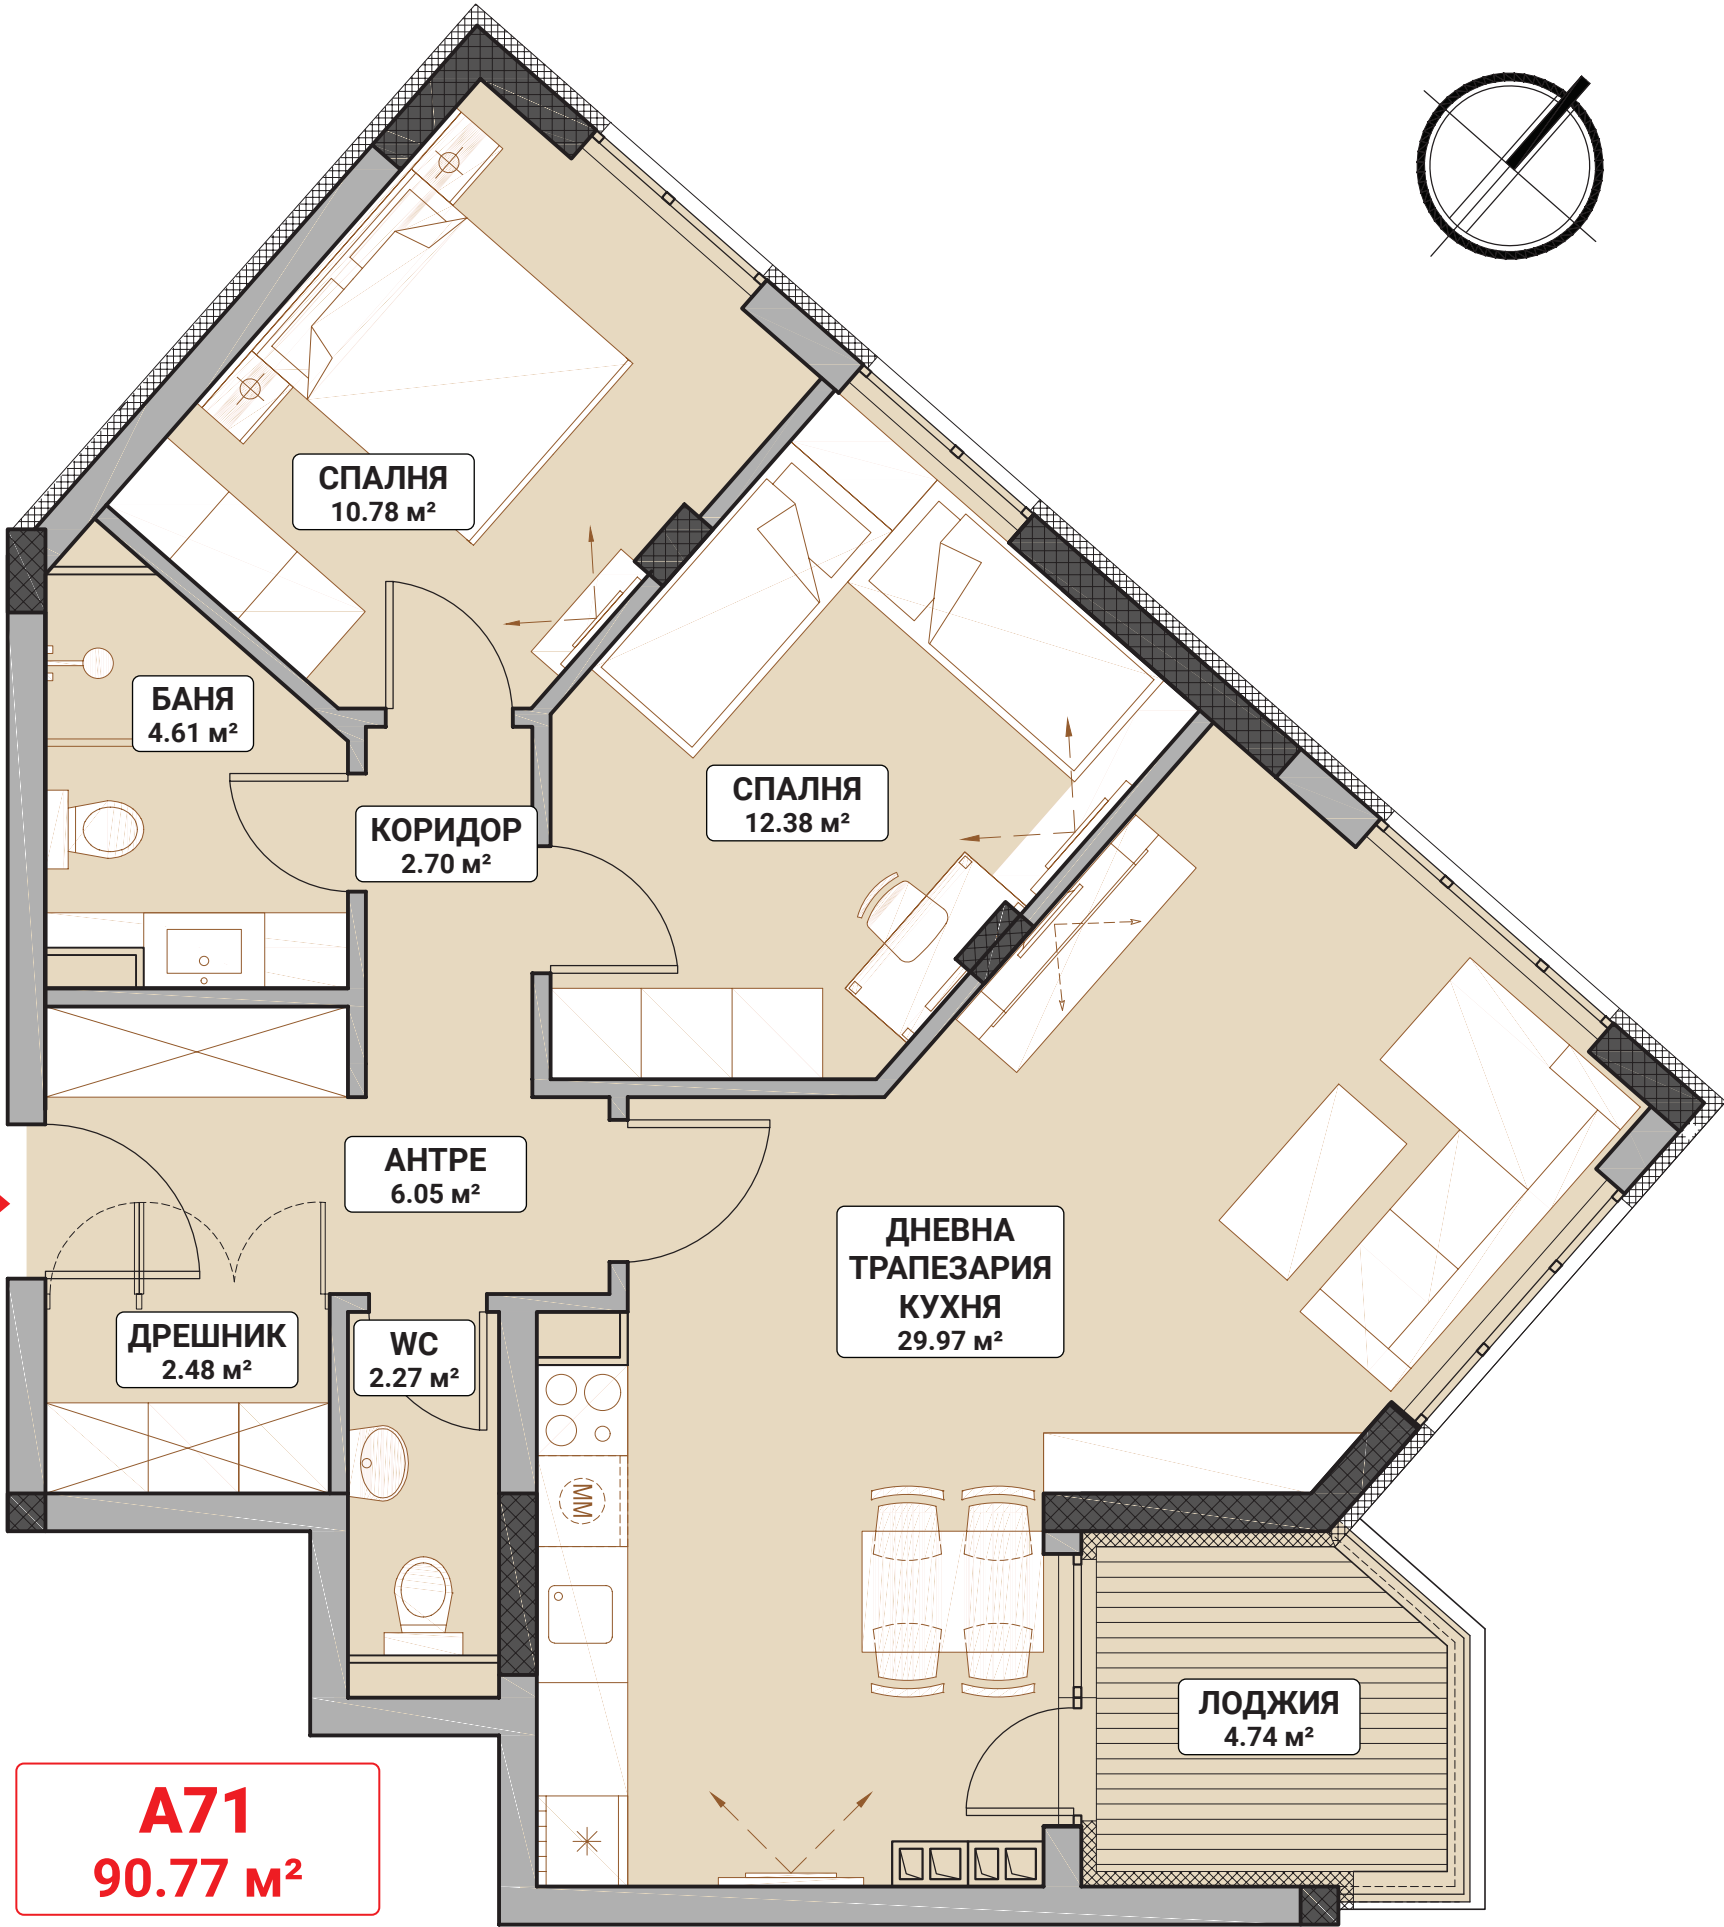 СПАЛНЯ
10.78 м²
БАНЯ
4.61 м²
КОРИДОР
2.70 м²
СПАЛНЯ
12.38 м²
АНТРЕ
6.05 м²
ДНЕВНА
ТРАПЕЗАРИЯ
КУХНЯ
29.97 м²
ДРЕШНИК
2.48 м²
WC
2.27 м²
ММ
ЛОДЖИЯ
4.74 м²
А71
90.77 м²